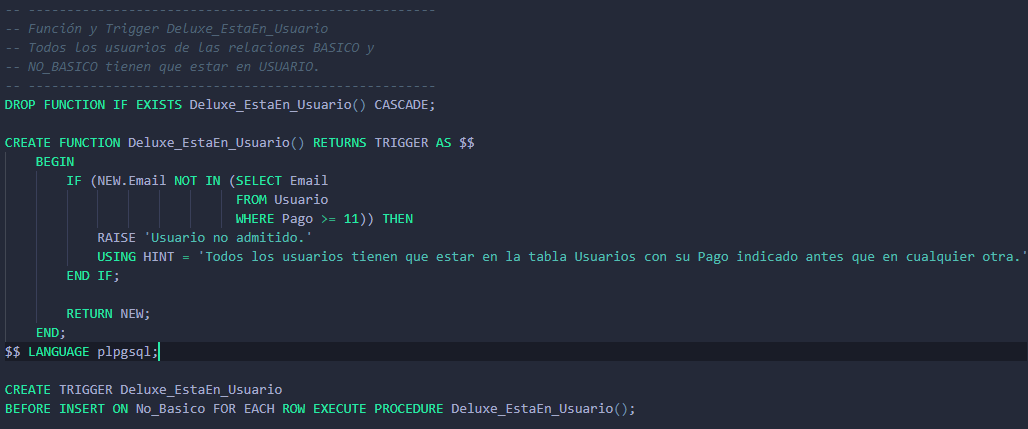 -- -----------------------------------------------------
-- Función y Trigger Deluxe_EstaEn_Usuario
-- Todos los usuarios de las relaciones BASICO y
-- NO_BASICO tienen que estar en USUARIO.
-- -----------------------------------------------------
DROP FUNCTION IF EXISTS Deluxe_EstaEn_Usuario() CASCADE;
CREATE FUNCTION Deluxe_EstaEn_Usuario() RETURNS TRIGGER AS $$
BEGIN
IF (NEW.Email NOT IN (SELECT Email
FROM Usuario
WHERE Pago >= 11)) THEN
RAISE 'Usuario no admitido.'
USING HINT = 'Todos los usuarios tienen que estar en la tabla Usuarios con su Pago indicado antes que en cualquier otra.'
END IF;
RETURN NEW;
END;
$$ LANGUAGE plpgsql;
CREATE TRIGGER Deluxe_EstaEn_Usuario
BEFORE INSERT ON No_Basico FOR EACH ROW EXECUTE PROCEDURE Deluxe_EstaEn_Usuario();